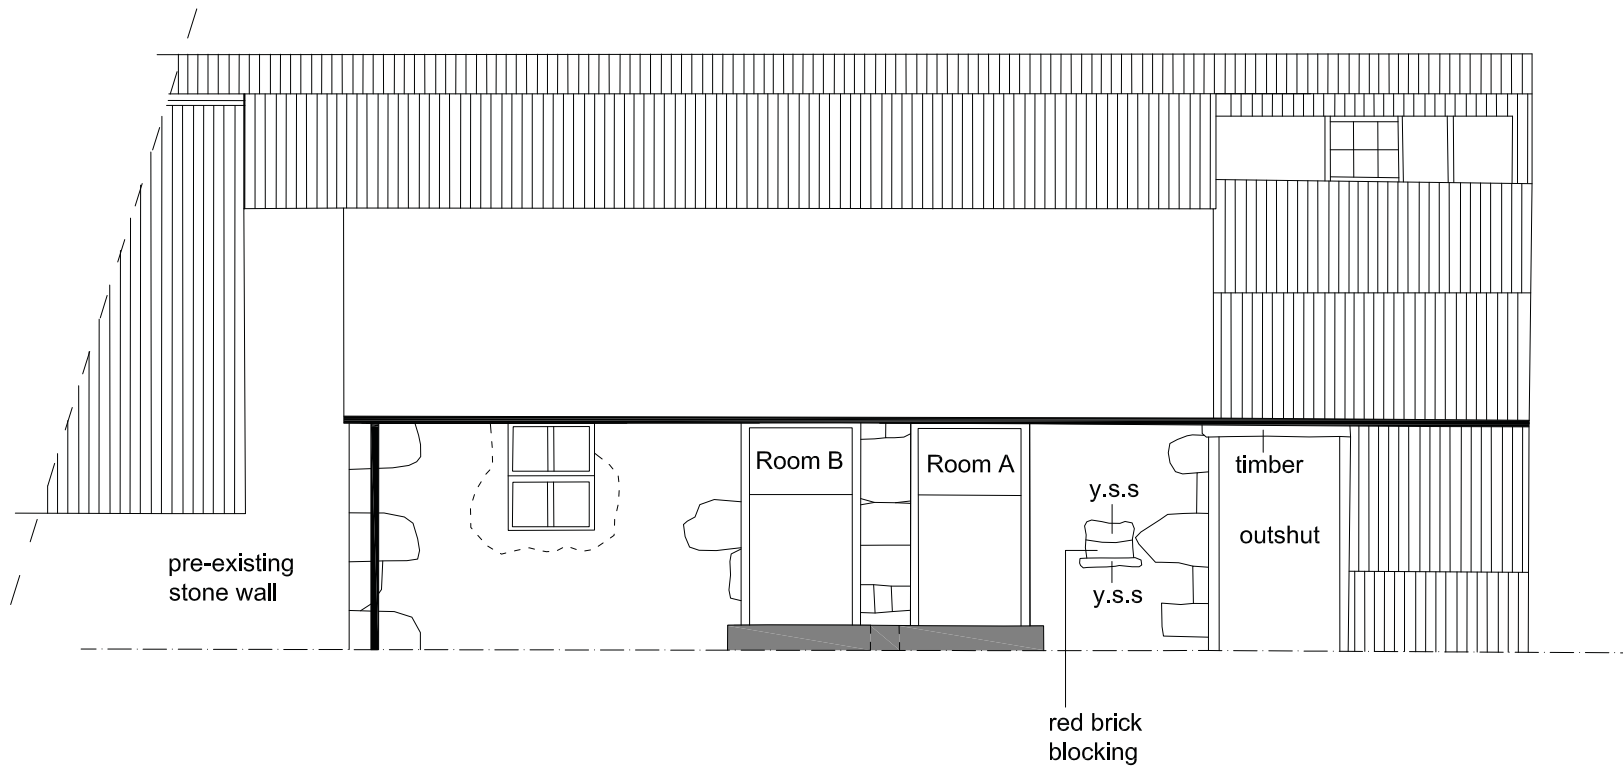 Room B
Room A
timber
y.s.s
outshut
pre-existing
stone wall
y.s.s
red brick
blocking